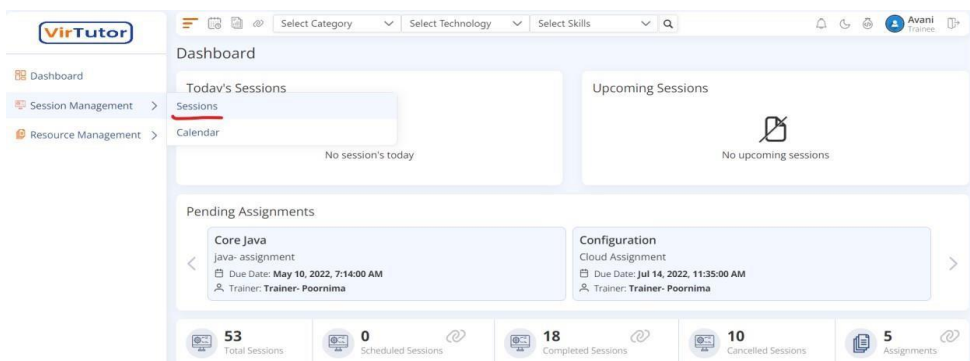 VirTutor
Select Category
Select Technology
Select Skills
Avani
Trainee
Dashboard
Dashboard
Session Management
Resource Management
Today's Sessions
Sessions
Calendar
No session's today
Upcoming Sessions
No upcoming sessions
Pending Assignments
Core Java
java- assignment
Due Date: May 10, 2022, 7:14:00 AM
Trainer: Trainer- Poornima
Configuration
Cloud Assignment
Due Date: Jul 14, 2022, 11:35:00 AM
Trainer: Trainer- Poornima
53
Total Sessions
0
Scheduled Sessions
18
Completed Sessions
10
Cancelled Sessions
5
Assignments